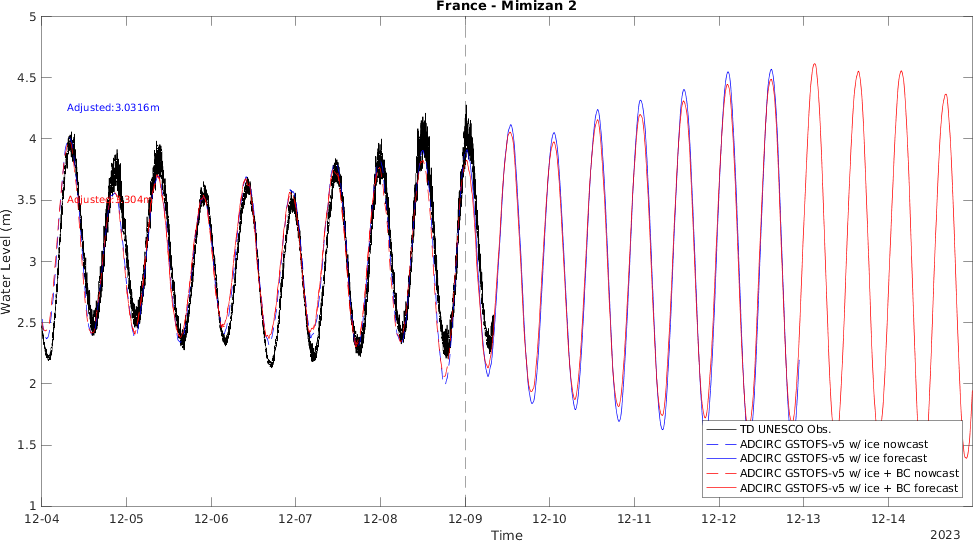 France - Mimizan 2
5
4.5
Adjusted:3.0316m
4
3.5
3
2.5
2
1.5
1
Water Level (m)
TD UNESCO Obs.
ADCIRC GSTOFS-v5 w/ ice nowcast
ADCIRC GSTOFS-v5 w/ ice forecast
ADCIRC GSTOFS-v5 w/ ice + BC nowcast
ADCIRC GSTOFS-v5 w/ ice + BC forecast
12-04 12-05 12-06 12-07 12-08 12-09 12-10 12-11 12-12 12-13 12-14
Time
2023